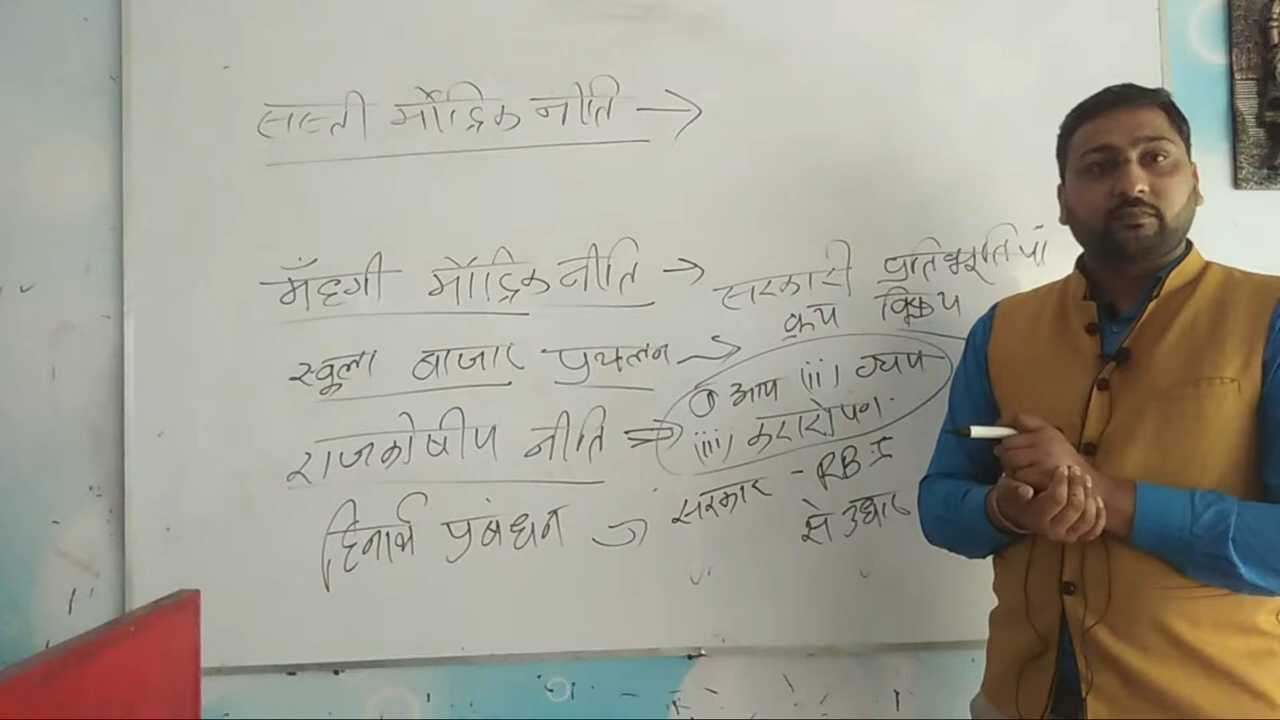 सस्ती मौद्रिक नीति →
मँहगी मौद्रिक नीति → सरकारी प्रतिभूतियां
क्रय विक्रय
खुला बाजार प्रचलन →
राजकोषीय नीति ⇒ (i) आय (ii) व्यय
(iii) करारोपण.
हिनार्थ प्रबंधन → सरकार - RBI
से उधार